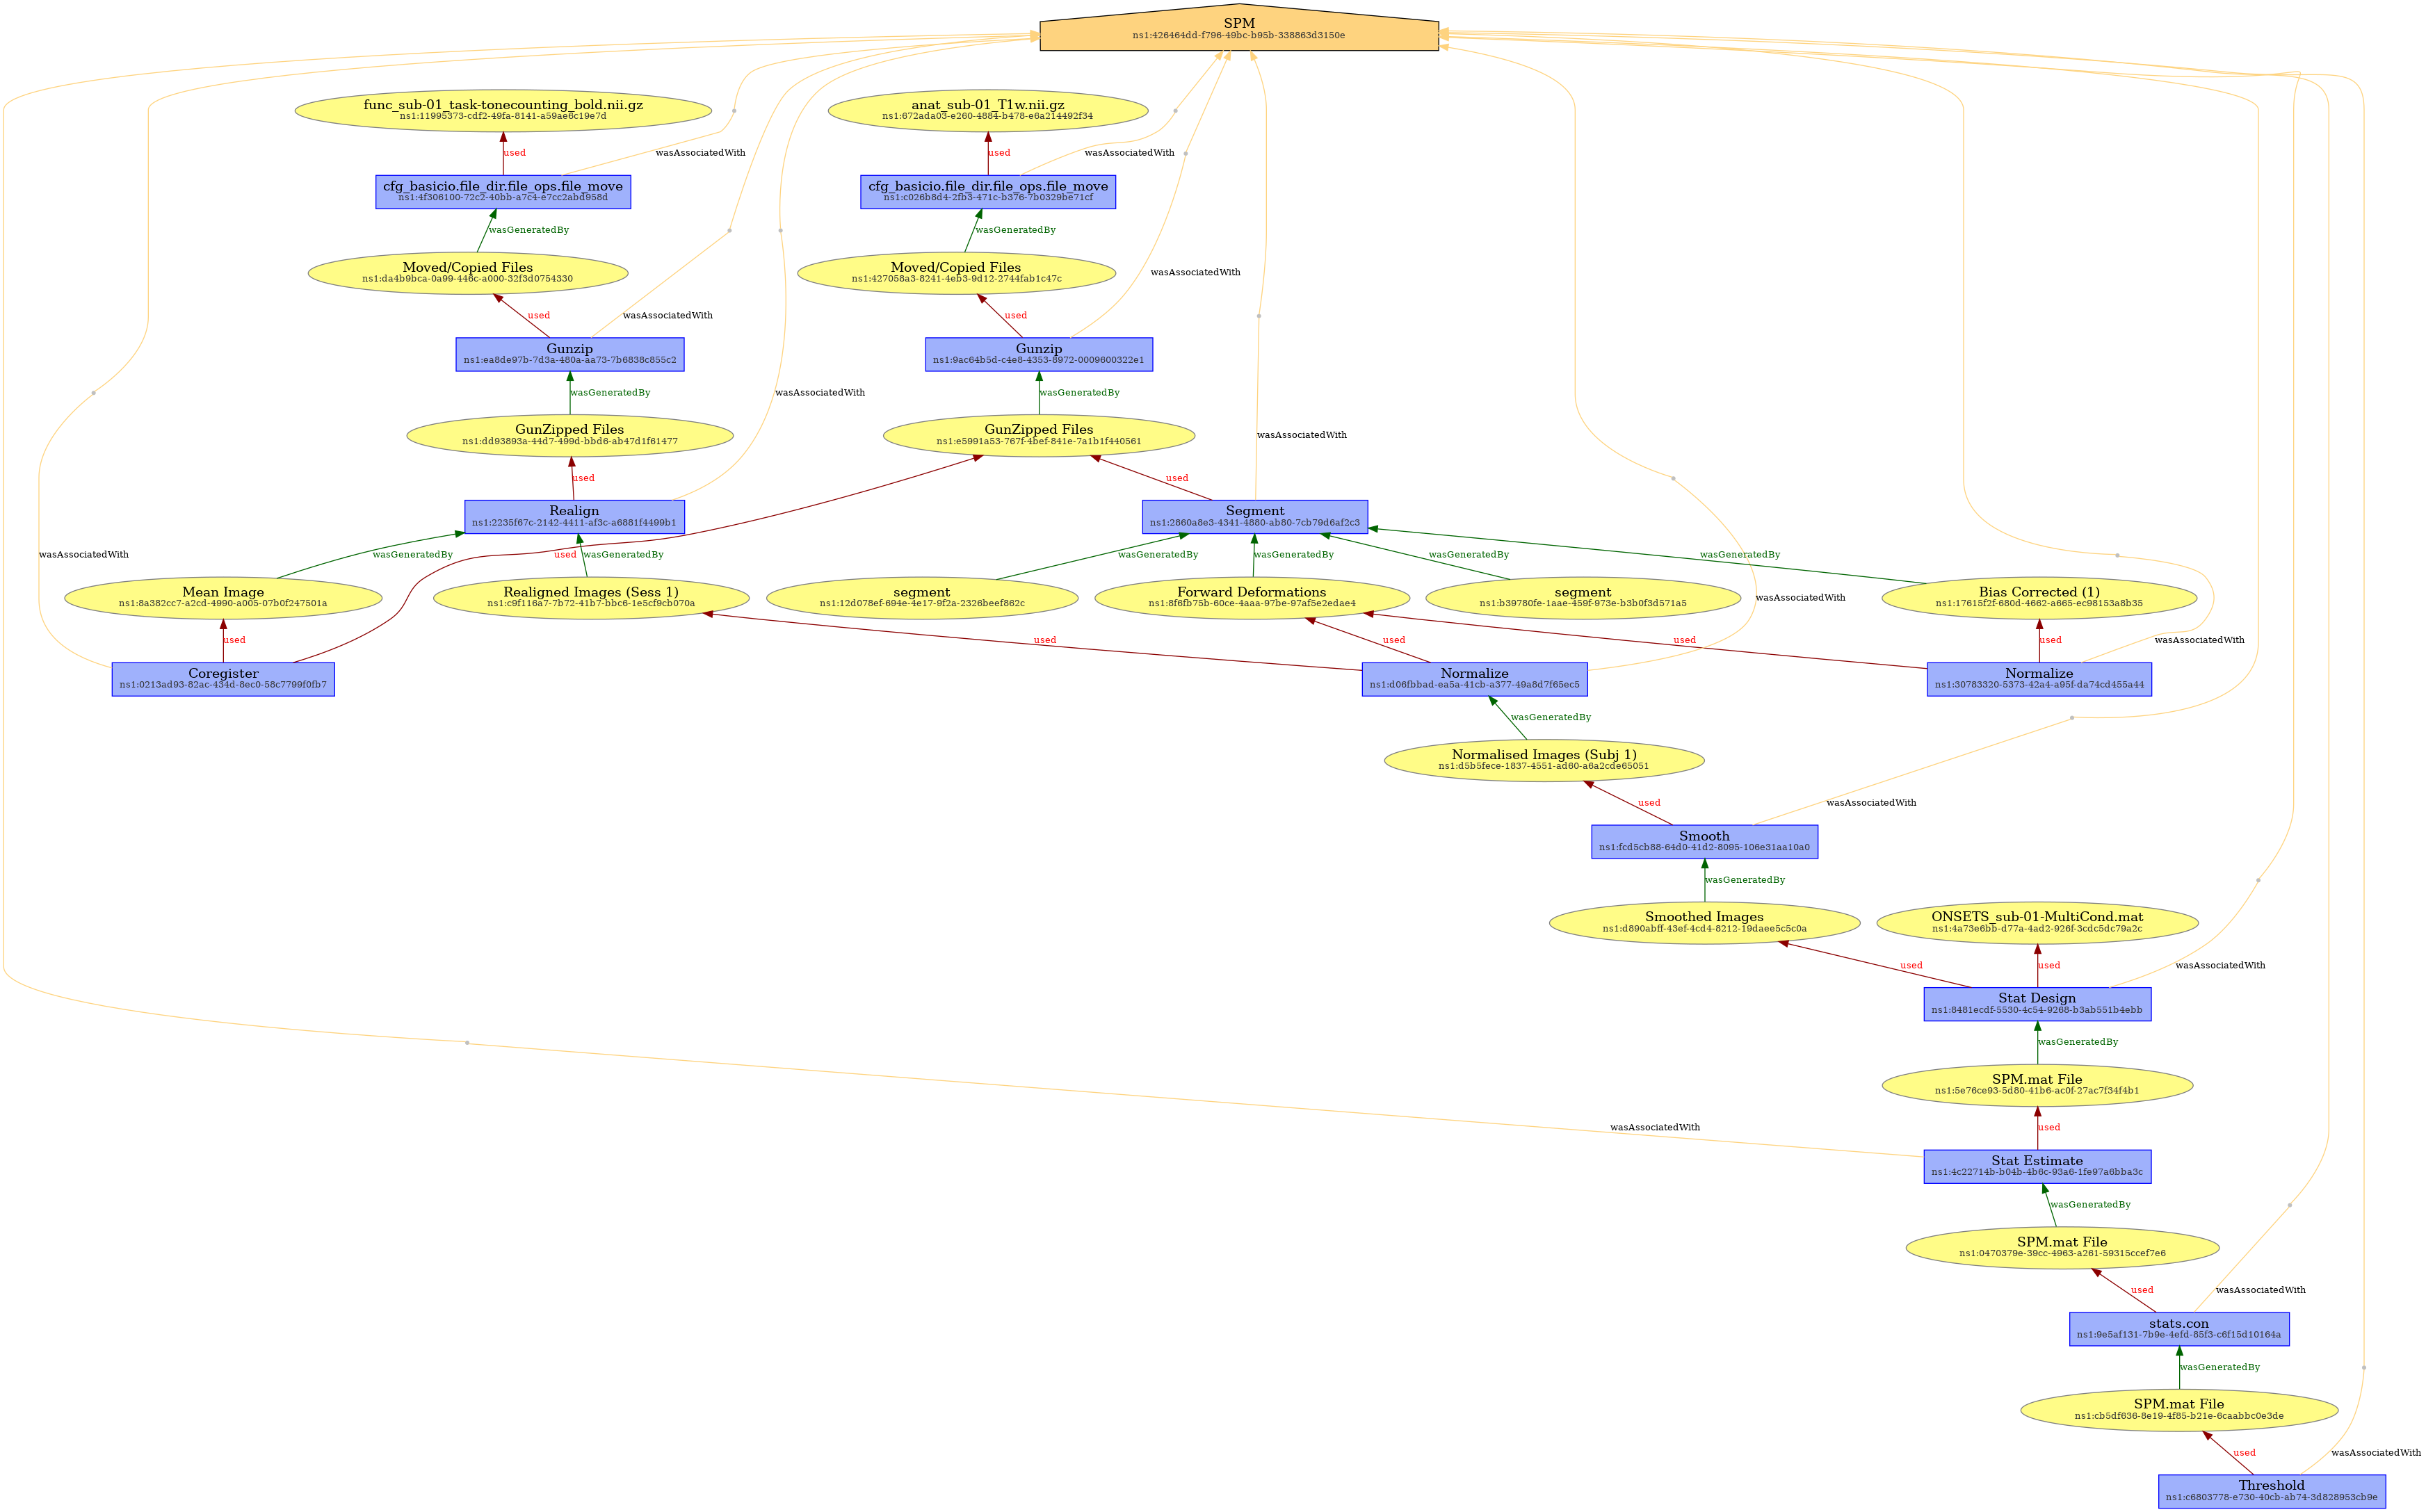 SPM
ns1:426464dd-f796-49bc-b95b-338863d3150e
func_sub-01_task-tonecounting_bold.nii.gz
ns1:11995373-cdf2-49fa-8141-a59ae6c19e7d
anat_sub-01_T1w.nii.gz
ns1:672ada03-e260-4884-b478-e6a214492f34
used
wasAssociatedWith
used
wasAssociatedWith
cfg_basicio.file_dir.file_ops.file_move
ns1:4f306100-72c2-40bb-a7c4-e7cc2abd958d
cfg_basicio.file_dir.file_ops.file_move
ns1:c026b8d4-2fb3-471c-b376-7b0329be71cf
wasGeneratedBy
wasGeneratedBy
Moved/Copied Files
ns1:da4b9bca-0a99-446c-a000-32f3d0754330
Moved/Copied Files
ns1:427058a3-8241-4eb3-9d12-2744fab1c47c
wasAssociatedWith
used
wasAssociatedWith
used
Gunzip
ns1:ea8de97b-7d3a-480a-aa73-7b6838c855c2
Gunzip
ns1:9ac64b5d-c4e8-4353-8972-0009600322e1
wasGeneratedBy
wasAssociatedWith
wasGeneratedBy
GunZipped Files
ns1:dd93893a-44d7-499d-bbd6-ab47d1f61477
GunZipped Files
ns1:e5991a53-767f-4bef-841e-7a1b1f440561
wasAssociatedWith
used
used
Realign
ns1:2235f67c-2142-4411-af3c-a6881f4499b1
Segment
ns1:2860a8e3-4341-4880-ab80-7cb79d6af2c3
wasAssociatedWith
wasGeneratedBy
used
wasGeneratedBy
wasGeneratedBy
wasGeneratedBy
wasGeneratedBy
wasGeneratedBy
Mean Image
ns1:8a382cc7-a2cd-4990-a005-07b0f247501a
Realigned Images (Sess 1)
ns1:c9f116a7-7b72-41b7-bbc6-1e5cf9cb070a
segment
ns1:12d078ef-694e-4e17-9f2a-2326beef862c
Forward Deformations
ns1:8f6fb75b-60ce-4aaa-97be-97af5e2edae4
segment
ns1:b39780fe-1aae-459f-973e-b3b0f3d571a5
wasAssociatedWith
Bias Corrected (1)
ns1:17615f2f-680d-4662-a665-ec98153a8b35
used
used
used
used
used
wasAssociatedWith
Coregister
ns1:0213ad93-82ac-434d-8ec0-58c7799f0fb7
Normalize
ns1:d06fbbad-ea5a-41cb-a377-49a8d7f65ec5
Normalize
ns1:30783320-5373-42a4-a95f-da74cd455a44
wasGeneratedBy
Normalised Images (Subj 1)
ns1:d5b5fece-1837-4551-ad60-a6a2cde65051
used
wasAssociatedWith
Smooth
ns1:fcd5cb88-64d0-41d2-8095-106e31aa10a0
wasGeneratedBy
Smoothed Images
ns1:d890abff-43ef-4cd4-8212-19daee5c5c0a
ONSETS_sub-01-MultiCond.mat
ns1:4a73e6bb-d77a-4ad2-926f-3cdc5dc79a2c
used
used
wasAssociatedWith
Stat Design
ns1:8481ecdf-5530-4c54-9268-b3ab551b4ebb
wasGeneratedBy
SPM.mat File
ns1:5e76ce93-5d80-41b6-ac0f-27ac7f34f4b1
wasAssociatedWith
used
Stat Estimate
ns1:4c22714b-b04b-4b6c-93a6-1fe97a6bba3c
wasGeneratedBy
SPM.mat File
ns1:0470379e-39cc-4963-a261-59315ccef7e6
used
wasAssociatedWith
stats.con
ns1:9e5af131-7b9e-4efd-85f3-c6f15d10164a
wasGeneratedBy
SPM.mat File
ns1:cb5df636-8e19-4f85-b21e-6caabbc0e3de
used
wasAssociatedWith
Threshold
ns1:c6803778-e730-40cb-ab74-3d828953cb9e